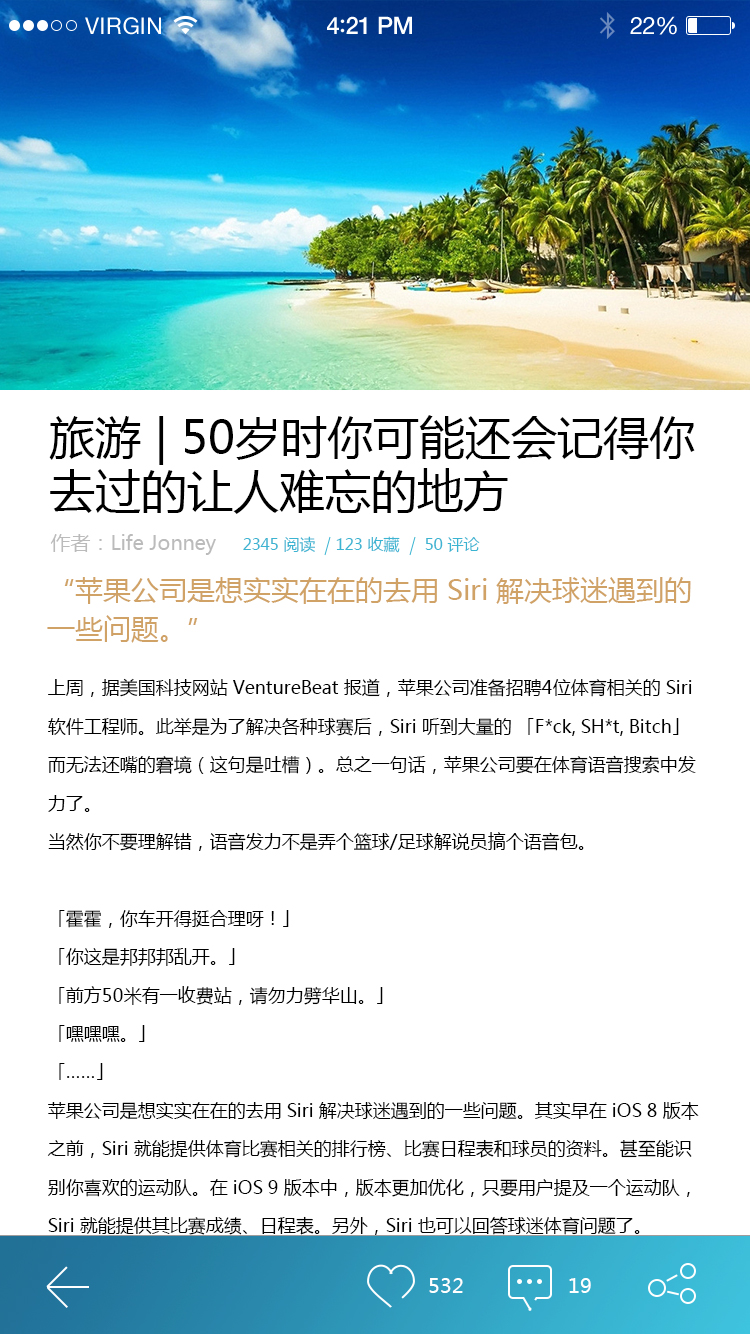 VIRGIN 4:21 PM 22%
旅游 | 50岁时你可能还会记得你
去过的让人难忘的地方
作者：Life Jonney 2345 阅读 / 123 收藏 / 50 评论
“苹果公司是想实实在在的去用 Siri 解决球迷遇到的
一些问题。”
上周，据美国科技网站 VentureBeat 报道，苹果公司准备招聘4位体育相关的 Siri
软件工程师。此举是为了解决各种球赛后，Siri 听到大量的 「F*ck, SH*t, Bitch」
而无法还嘴的窘境（这句是吐槽）。总之一句话，苹果公司要在体育语音搜索中发
力了。
当然你不要理解错，语音发力不是弄个篮球/足球解说员搞个语音包。
「霍霍，你车开得挺合理呀！」
「你这是邦邦邦乱开。」
「前方50米有一收费站，请勿力劈华山。」
「嘿嘿嘿。」
「……」
苹果公司是想实实在在的去用 Siri 解决球迷遇到的一些问题。其实早在 iOS 8 版本
之前，Siri 就能提供体育比赛相关的排行榜、比赛日程表和球员的资料。甚至能识
别你喜欢的运动队。在 iOS 9 版本中，版本更加优化，只要用户提及一个运动队，
Siri 就能提供其比赛成绩、日程表。另外，Siri 也可以回答球迷体育问题了。
532 19